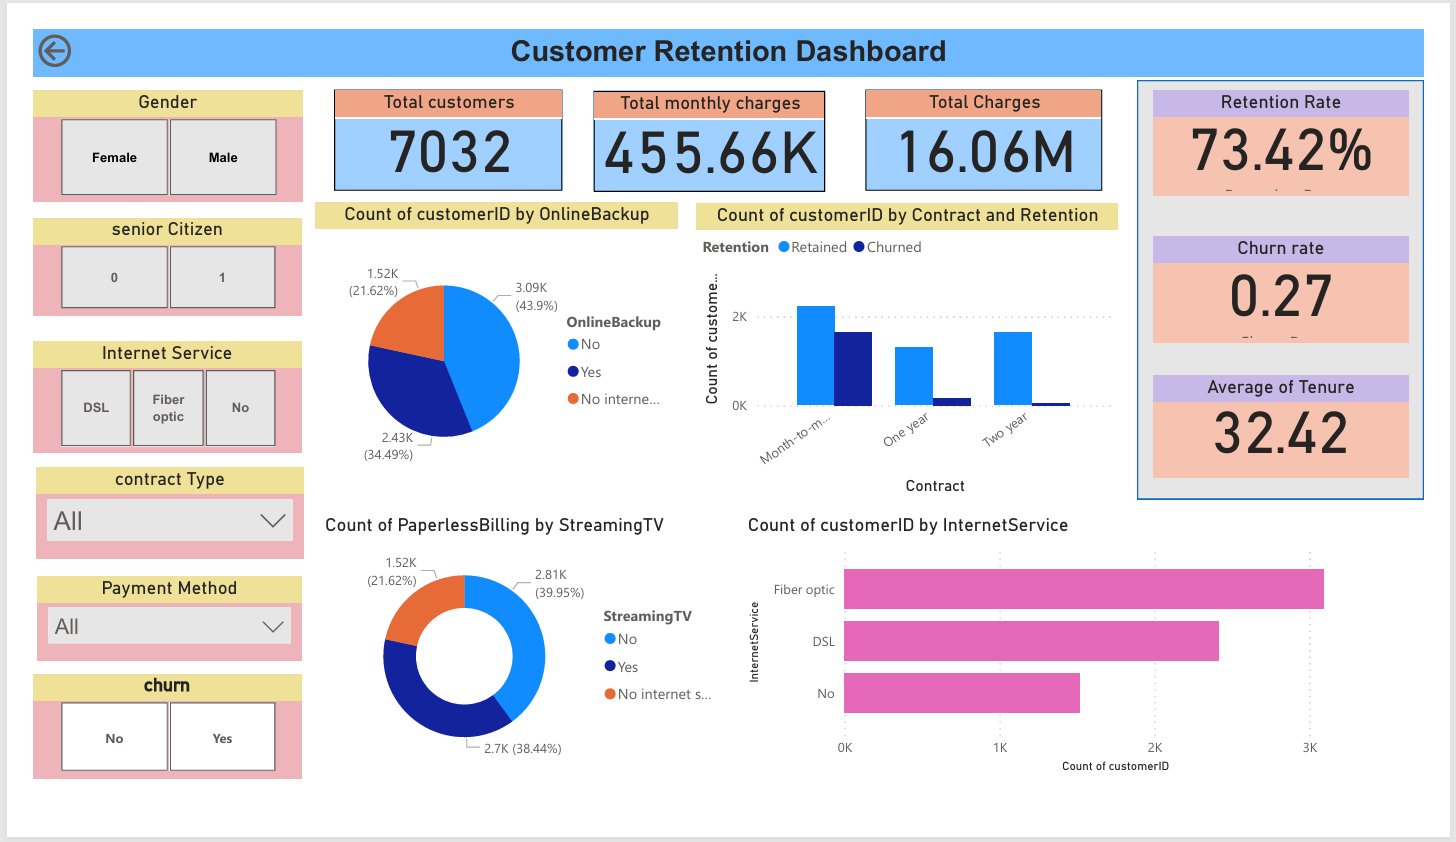 Customer Retention Dashboard
Gender
Female
Male
senior Citizen
0
1
Internet Service
DSL
Fiber
optic
No
contract Type
All
Payment Method
All
churn
No
Yes
Total customers
7032
Total monthly charges
455.66K
Total Charges
16.06M
Retention Rate
73.42%
Churn rate
0.27
Average of Tenure
32.42
Count of customerID by OnlineBackup
1.52K
(21.62%)
3.09K
(43.9%)
2.43K
(34.49%)
OnlineBackup
No
Yes
No interne...
Count of customerID by Contract and Retention
Retention Retained Churned
Count of custome...
2K
0K
Month-to-m...
One year
Two year
Contract
Count of PaperlessBilling by StreamingTV
1.52K
(21.62%)
2.81K
(39.95%)
2.7K (38.44%)
StreamingTV
No
Yes
No internet s...
Count of customerID by InternetService
InternetService
Fiber optic
DSL
No
0K
1K
2K
3K
Count of customerID